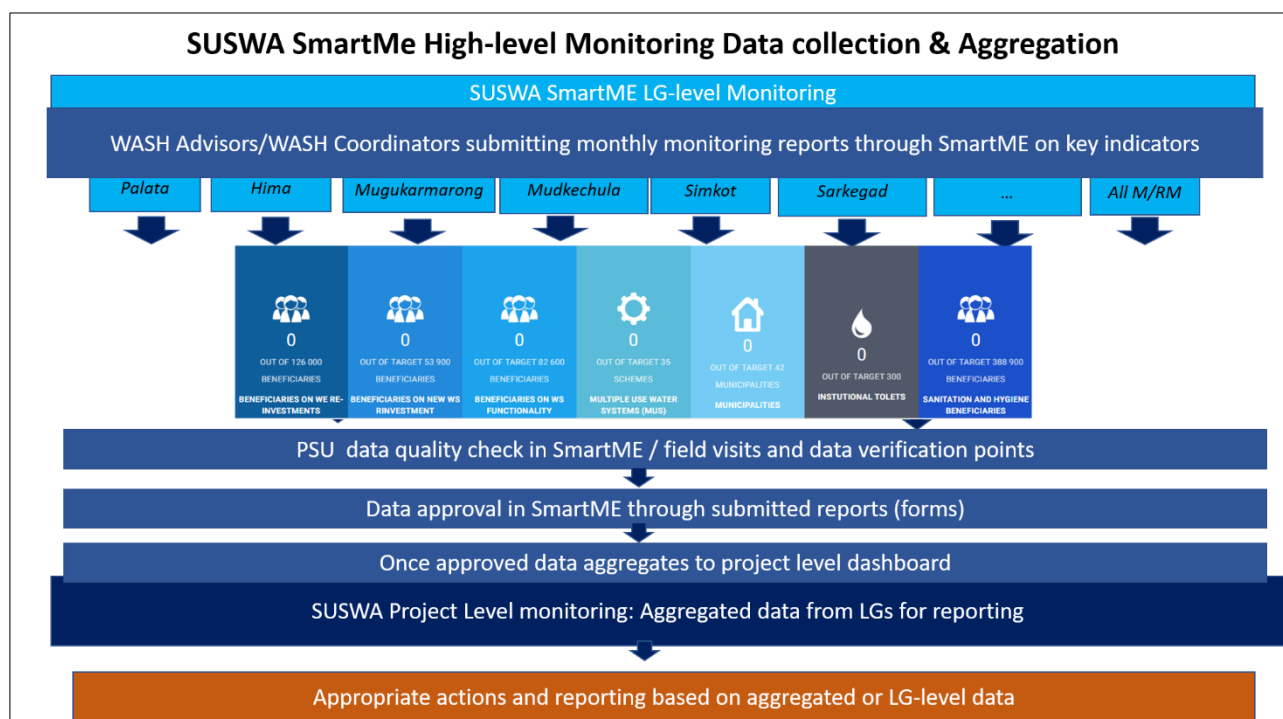 SUSWA SmartMe High-level Monitoring Data collection & Aggregation
SUSWA SmartME LG-level Monitoring
WASH Advisors/WASH Coordinators submitting monthly monitoring reports through SmartME on key indicators
Palata
Hima
Mugukarmarong
Mudkechula
Simkot
Sarkegad
...
All M/RM
0
OUT OF 126 000
BENEFICIARIES
BENEFICIARIES ON WE RE-
INVESTMENTS
0
OUT OF TARGET 53 900
BENEFICIARIES
BENEFICIARIES ON NEW WS
RINVESTMENT
0
OUT OF TARGET 82 600
BENEFICIARIES
BENEFICIARIES ON WS
FUNCTIONALITY
0
OUT OF TARGET 35
SCHEMES
MULTIPLE USE WATER
SYSTEMS (MUS)
0
OUT OF TARGET 42
MUNICIPALITIES
MUNICIPALITIES
0
OUT OF TARGET 300
INSTUTIONAL TOLETS
0
OUT OF TARGET 388 900
BENEFICIARIES
SANITATION AND HYGIENE
BENEFICIARIES
PSU data quality check in SmartME / field visits and data verification points
Data approval in SmartME through submitted reports (forms)
Once approved data aggregates to project level dashboard
SUSWA Project Level monitoring: Aggregated data from LGs for reporting
Appropriate actions and reporting based on aggregated or LG-level data